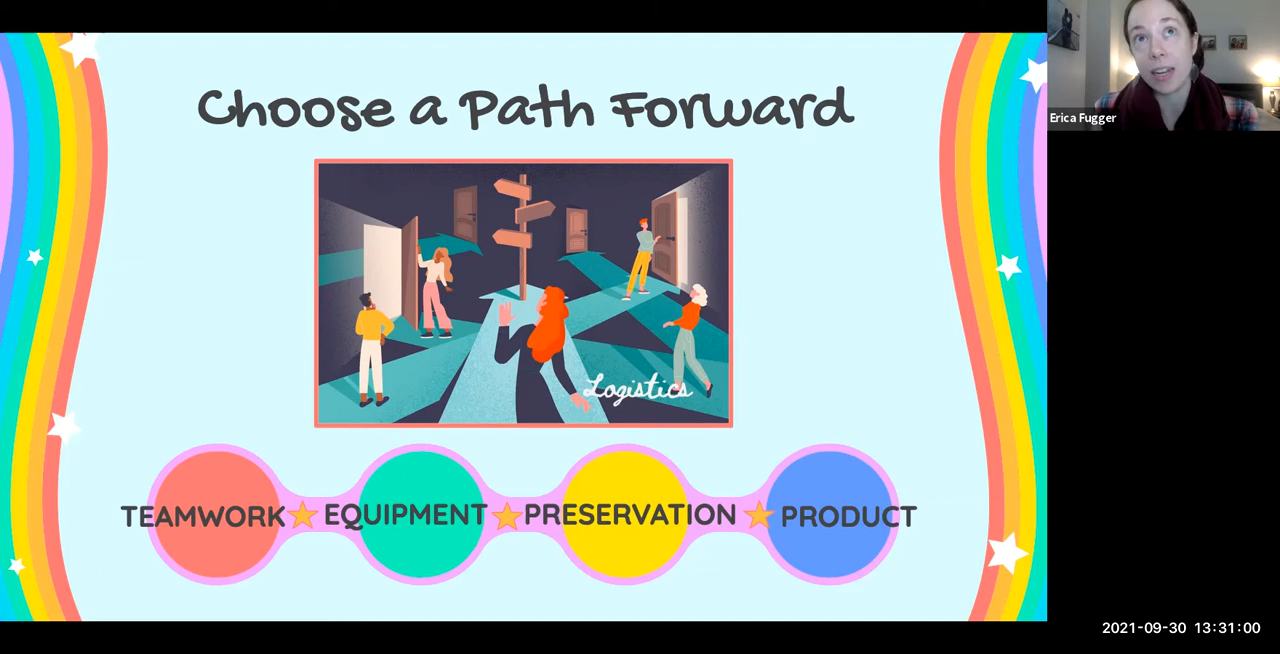 Choose a Path Forward
Erica Fugger
Logistics
TEAMWORK EQUIPMENT PRESERVATION PRODUCT
2021-09-30 13:31:00